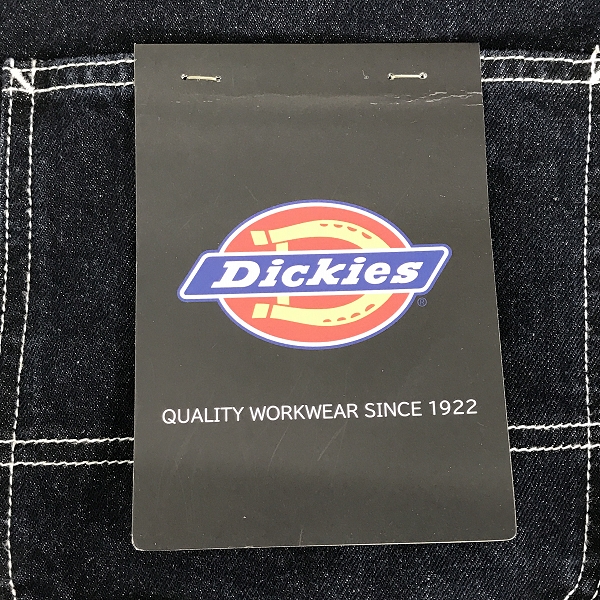 Dickies
®
QUALITY WORKWEAR SINCE 1922